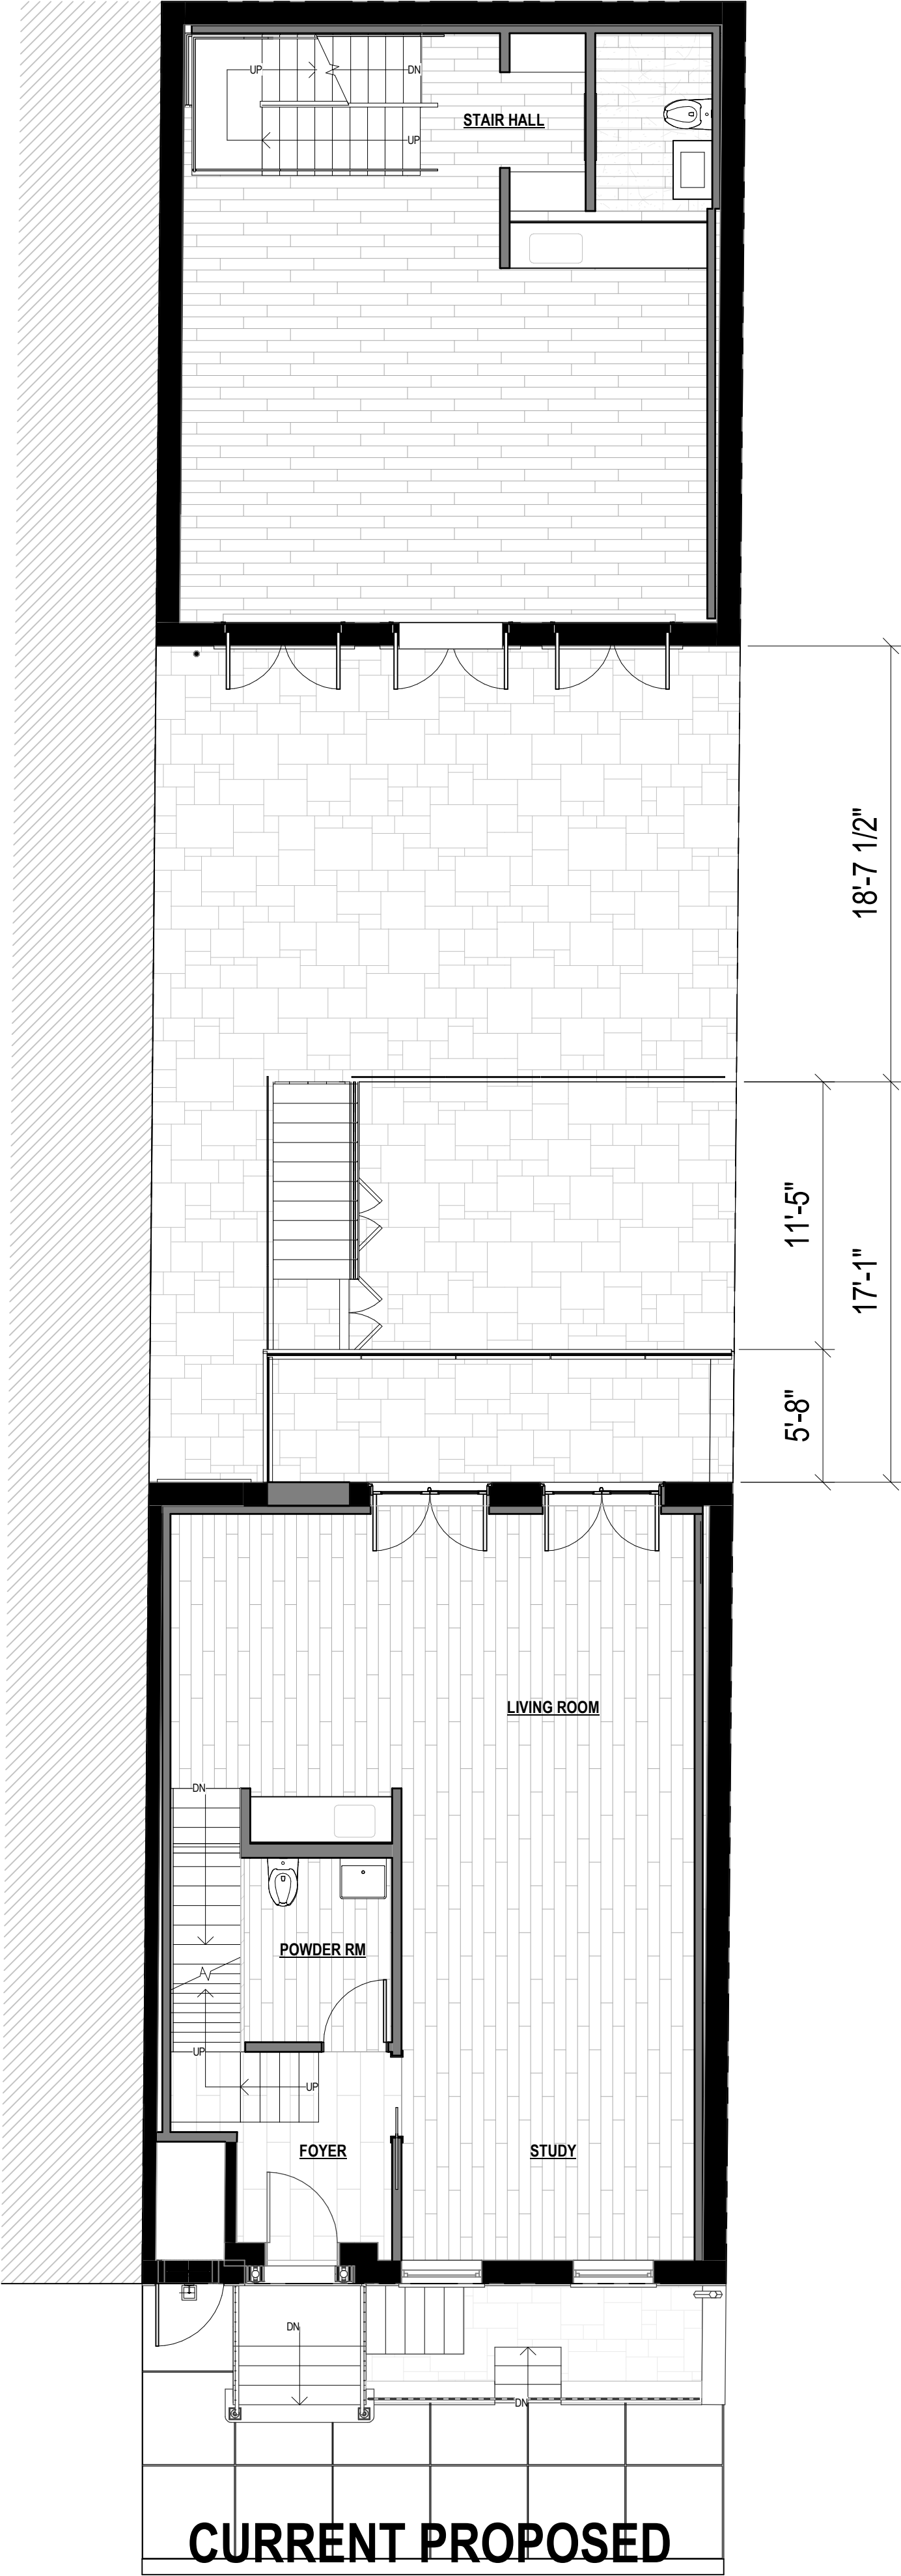 UP
DN
STAIR HALL
UP
18'-7 1/2"
11'-5"
17'-1"
5'-8"
LIVING ROOM
DN
POWDER RM
UP
UP
FOYER
STUDY
DN
DN
CURRENT PROPOSED